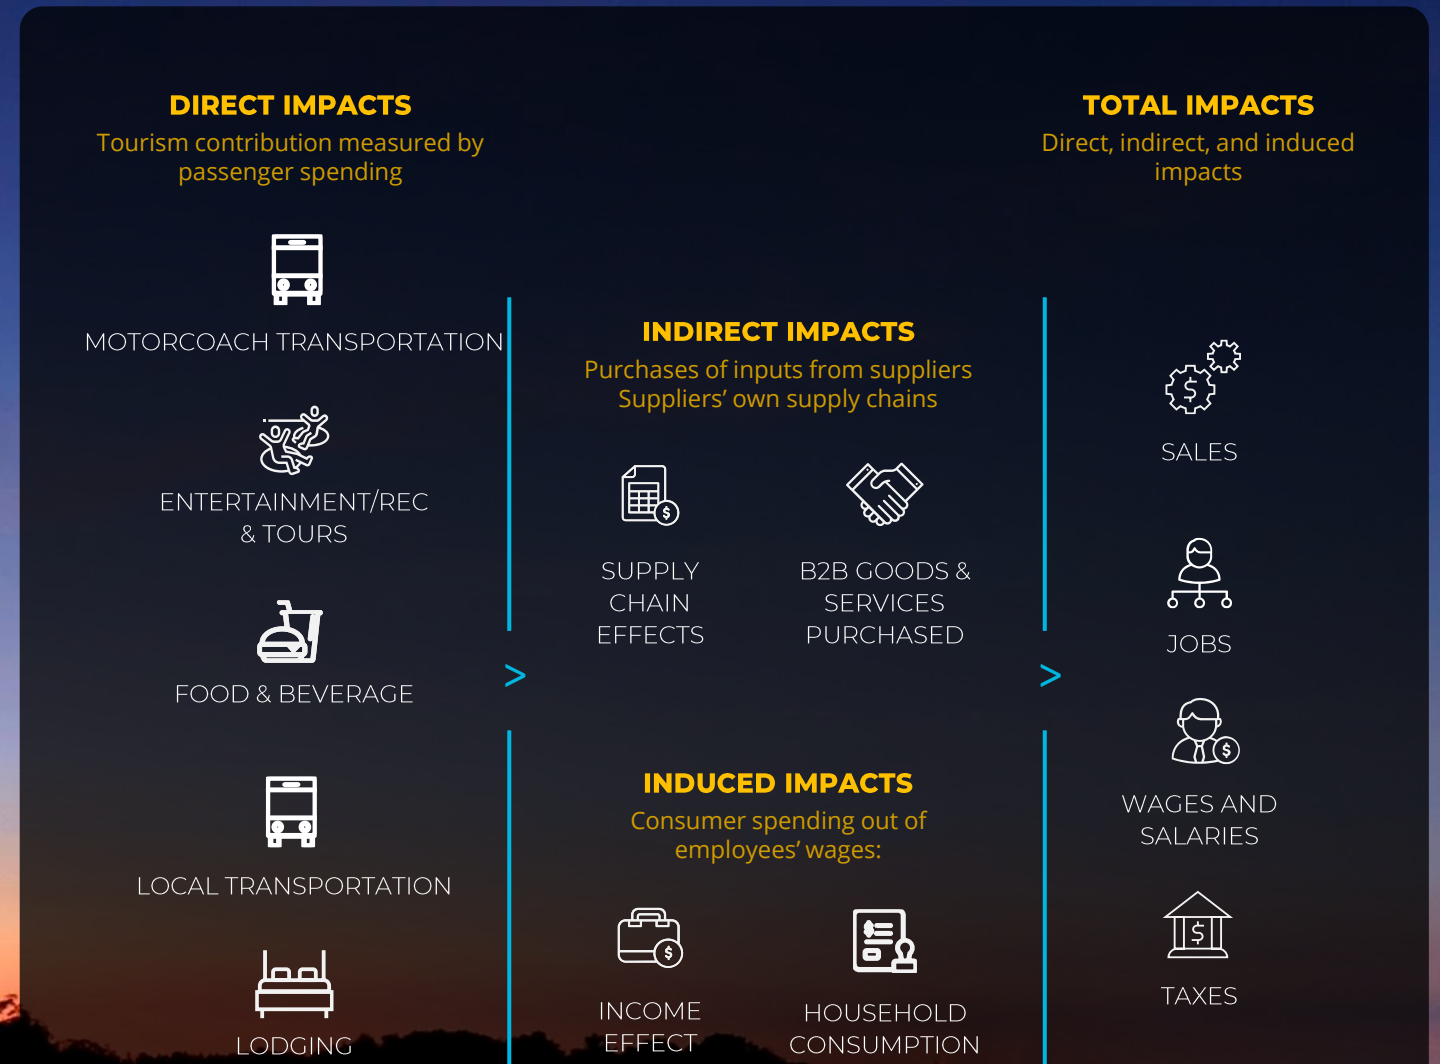 DIRECT IMPACTS
Tourism contribution measured by
passenger spending
MOTORCOACH TRANSPORTATION
ENTERTAINMENT/REC
& TOURS
FOOD & BEVERAGE
LOCAL TRANSPORTATION
LODGING
>
INDIRECT IMPACTS
Purchases of inputs from suppliers
Suppliers’ own supply chains
SUPPLY
CHAIN
EFFECTS
B2B GOODS &
SERVICES
PURCHASED
INDUCED IMPACTS
Consumer spending out of
employees’ wages:
INCOME
EFFECT
HOUSEHOLD
CONSUMPTION
>
TOTAL IMPACTS
Direct, indirect, and induced
impacts
$
SALES
JOBS
$
WAGES AND
SALARIES
$
TAXES